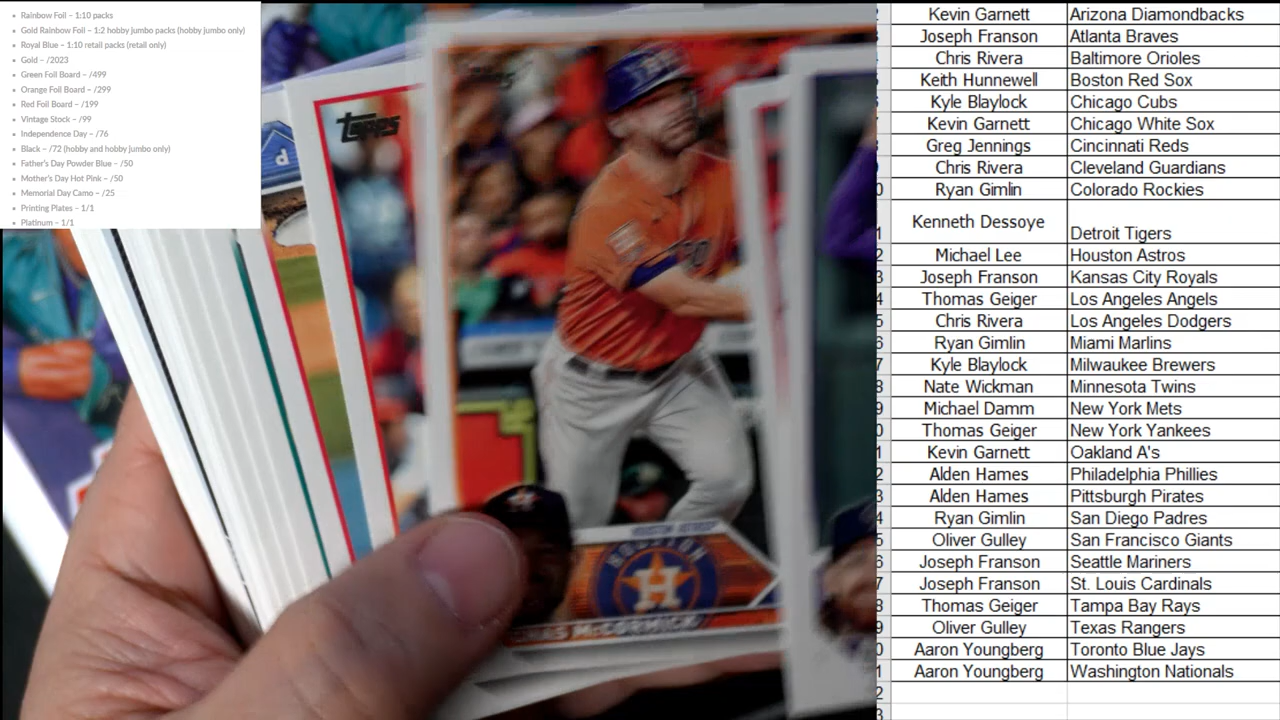 Rainbow Foil – 1:10 packs
Gold Rainbow Foil – 1:2 hobby jumbo packs (hobby jumbo only)
Royal Blue – 1:10 retail packs (retail only)
Gold – /2023
Green Foil Board – /499
Orange Foil Board – /299
Red Foil Board – /199
Vintage Stock – /99
Independence Day – /76
Black – /72 (hobby and hobby jumbo only)
Father's Day Powder Blue – /50
Mother's Day Hot Pink – /50
Memorial Day Camo – /25
Printing Plates – 1/1
Platinum – 1/1
Topps
d
HOUSTON
H
McCORMICK
Kevin Garnett Arizona Diamondbacks
Joseph Franson Atlanta Braves
Chris Rivera Baltimore Orioles
Keith Hunnewell Boston Red Sox
Kyle Blaylock Chicago Cubs
Kevin Garnett Chicago White Sox
Greg Jennings Cincinnati Reds
Chris Rivera Cleveland Guardians
Ryan Gimlin Colorado Rockies
Kenneth Dessoye Detroit Tigers
Michael Lee Houston Astros
Joseph Franson Kansas City Royals
Thomas Geiger Los Angeles Angels
Chris Rivera Los Angeles Dodgers
Ryan Gimlin Miami Marlins
Kyle Blaylock Milwaukee Brewers
Nate Wickman Minnesota Twins
Michael Damm New York Mets
Thomas Geiger New York Yankees
Kevin Garnett Oakland A's
Alden Hames Philadelphia Phillies
Alden Hames Pittsburgh Pirates
Ryan Gimlin San Diego Padres
Oliver Gulley San Francisco Giants
Joseph Franson Seattle Mariners
Joseph Franson St. Louis Cardinals
Thomas Geiger Tampa Bay Rays
Oliver Gulley Texas Rangers
Aaron Youngberg Toronto Blue Jays
Aaron Youngberg Washington Nationals